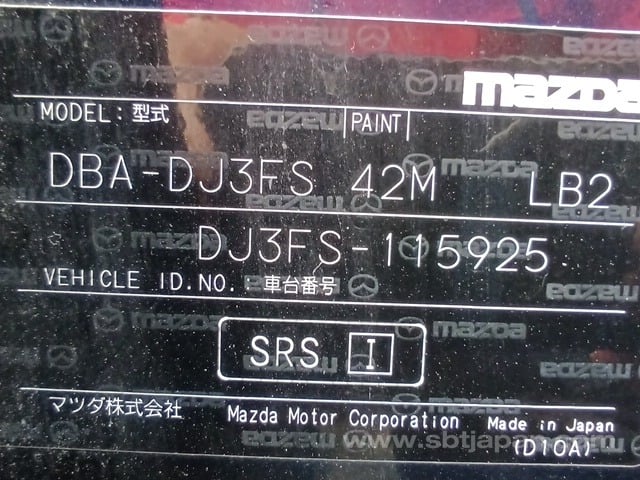 mazda
MODEL: 型式 |PAINT|
DBA-DJ3FS 42M LB2
DJ3FS-115925
VEHICLE ID.NO. 車台番号
SRS I
マツダ株式会社 Mazda Motor Corporation Made in Japan
(D10A)
www.sbtjapan.com